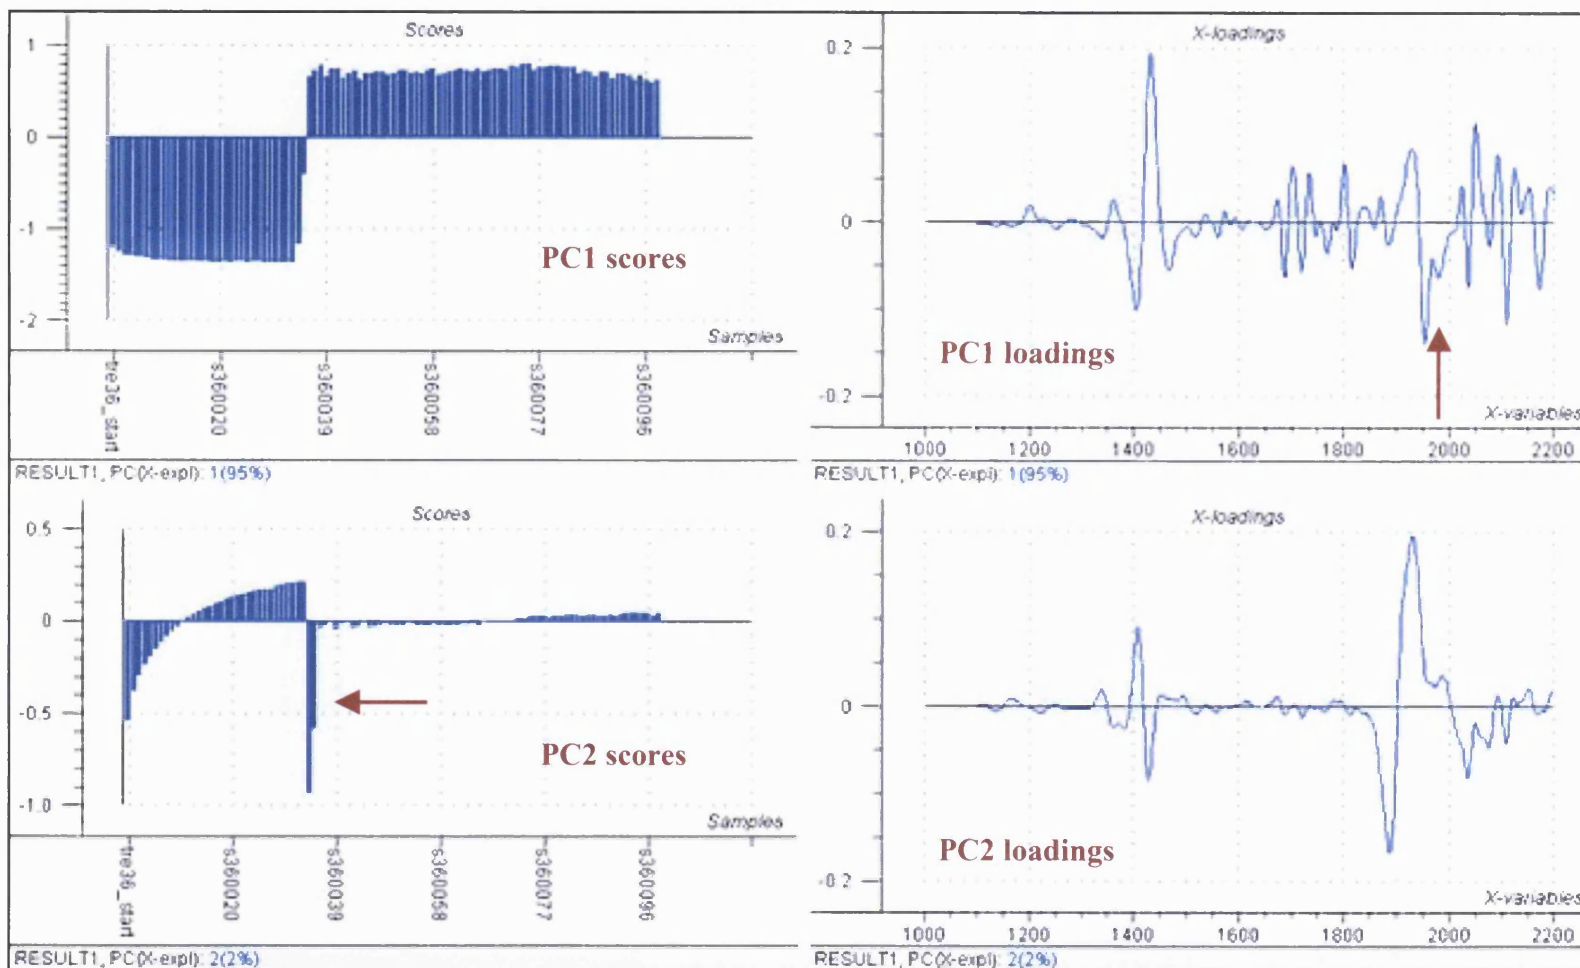 Scores
1
0
-1
-2
PC1 scores
Samples
tre36_start
s360020
s360039
s360058
s360077
s360096
RESULT1, PC(X-expl): 1(95%)
X-loadings
0.2
0
-0.2
PC1 loadings
X-variables
1000 1200 1400 1600 1800 2000 2200
RESULT1, PC(X-expl): 1(95%)
Scores
0.5
0
-0.5
-1.0
PC2 scores
Samples
tre36_start
s360020
s360039
s360058
s360077
s360096
RESULT1, PC(X-expl): 2(2%)
X-loadings
0.2
0
-0.2
PC2 loadings
X-variables
1000 1200 1400 1600 1800 2000 2200
RESULT1, PC(X-expl): 2(2%)